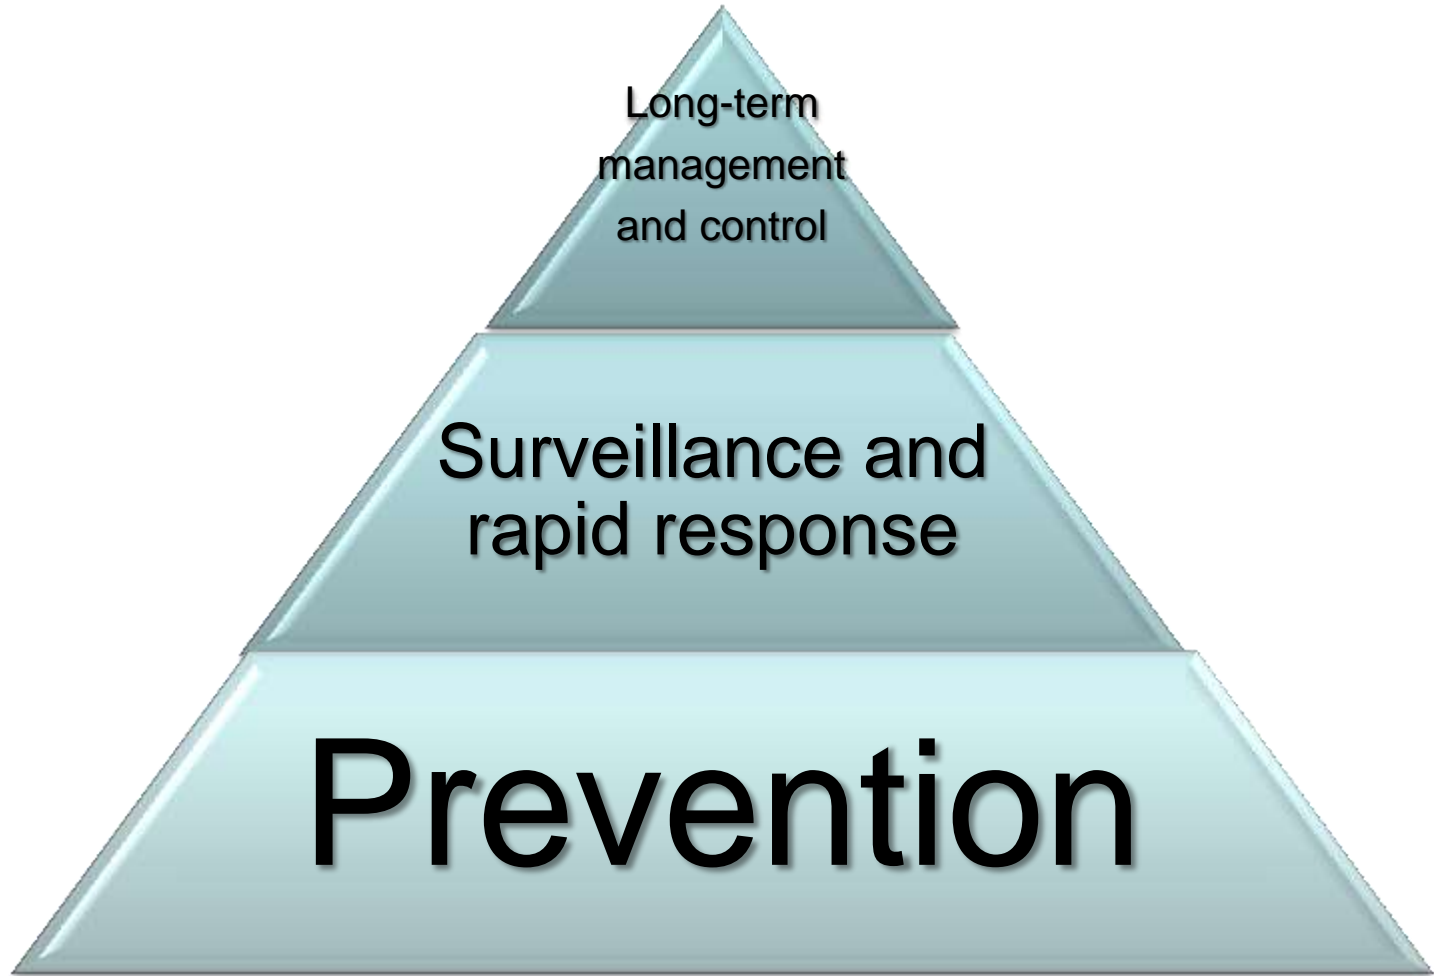 Long-term
management
and control
Surveillance and
rapid response
Prevention